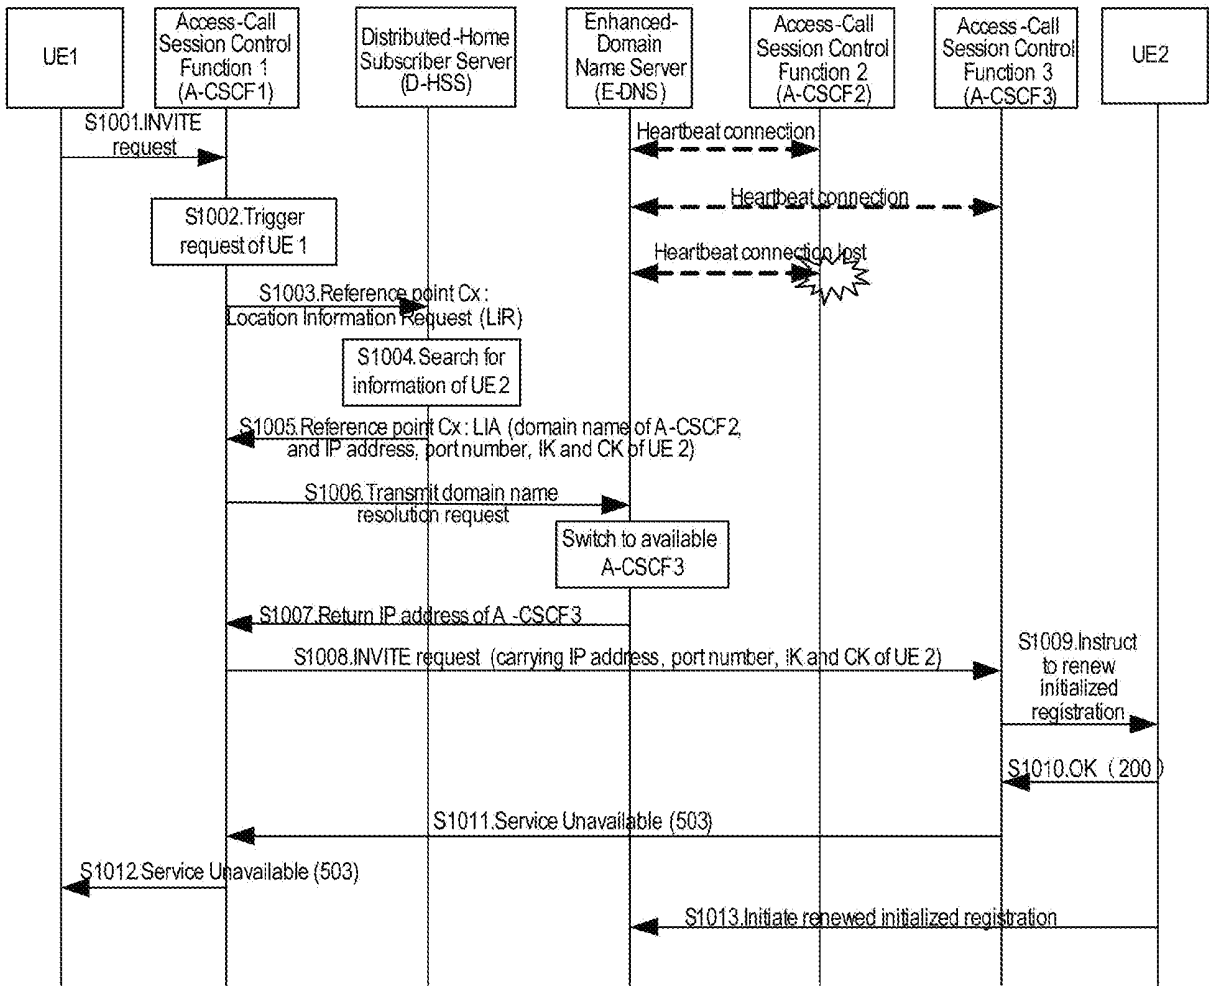 UE1
Access-Call
Session Control
Function 1
(A-CSCF1)
Distributed-Home
Subscriber Server
(D-HSS)
Enhanced-
Domain
Name Server
(E-DNS)
Access-Call
Session Control
Function 2
(A-CSCF2)
Access-Call
Session Control
Function 3
(A-CSCF3)
UE2
S1001.INVITE
request
Heartbeat connection
S1002.Trigger
request of UE 1
Heartbeat connection
Heartbeat connection lost
S1003.Reference point Cx :
Location Information Request (LIR)
S1004.Search for
information of UE2
S1005.Reference point Cx : LIA (domain name of A-CSCF2,
and IP address, port number, IK and CK of UE 2)
S1006.Transmit domain name
resolution request
Switch to available
A-CSCF3
S1007.Return IP address of A -CSCF3
S1008.INVITE request (carrying IP address, port number, IK and CK of UE 2)
S1009.Instruct
to renew
initialized
registration
S1010.OK ( 200 )
S1011.Service Unavailable (503)
S1012.Service Unavailable (503)
S1013.Initiate renewed initialized registration